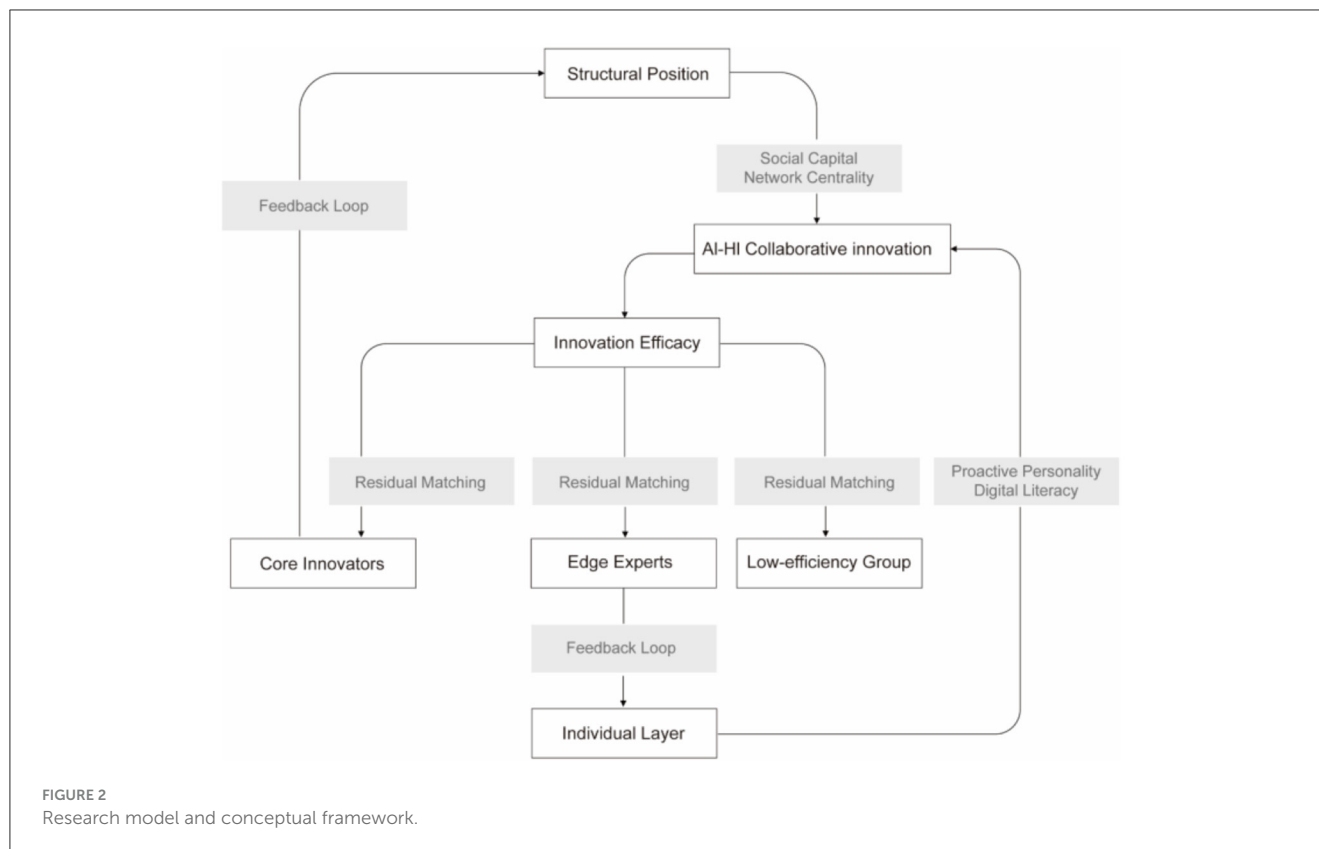 Structural Position
Social Capital
Network Centrality
Feedback Loop
AI-HI Collaborative innovation
Innovation Efficacy
Residual Matching
Residual Matching
Residual Matching
Proactive Personality
Digital Literacy
Core Innovators
Edge Experts
Low-efficiency Group
Feedback Loop
Individual Layer
FIGURE 2
Research model and conceptual framework.